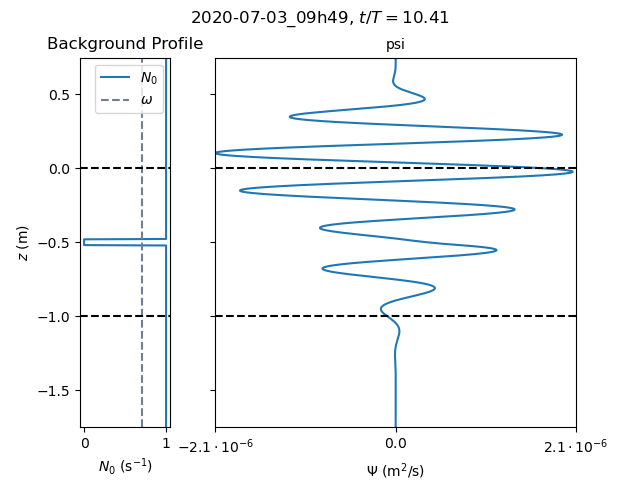 2020-07-03_09h49, t/T = 10.41
Background Profile
psi
N₀
ω
0.5
0.0
−0.5
−1.0
−1.5
z (m)
0 1
N₀ (s⁻¹)
−2.1 · 10⁻⁶ 0.0 2.1 · 10⁻⁶
Ψ (m²/s)